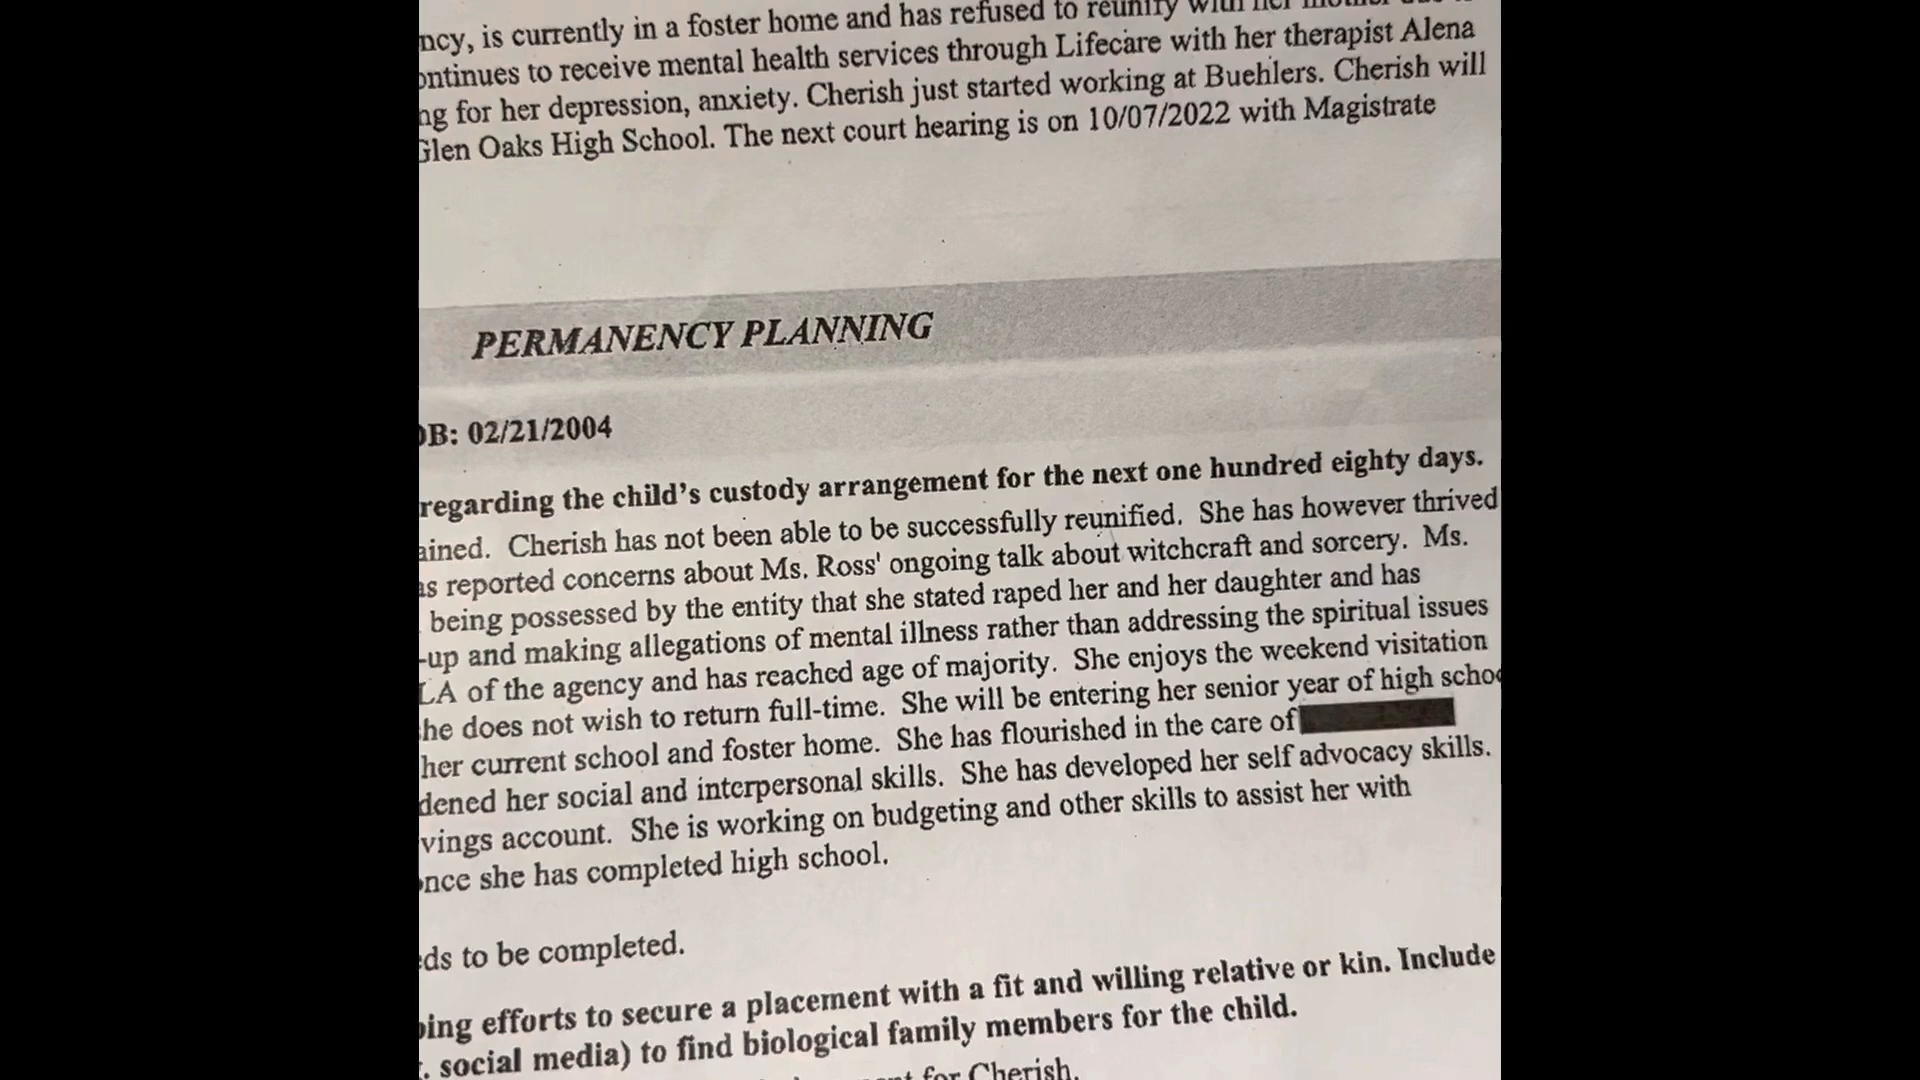 ncy, is currently in a foster home and has refused to reunify with her mother due to
ontinues to receive mental health services through Lifecare with her therapist Alena
ng for her depression, anxiety. Cherish just started working at Buehlers. Cherish will
Glen Oaks High School. The next court hearing is on 10/07/2022 with Magistrate
PERMANENCY PLANNING
OB: 02/21/2004
regarding the child's custody arrangement for the next one hundred eighty days.
ained. Cherish has not been able to be successfully reunified. She has however thrived
as reported concerns about Ms. Ross' ongoing talk about witchcraft and sorcery. Ms.
being possessed by the entity that she stated raped her and her daughter and has
-up and making allegations of mental illness rather than addressing the spiritual issues
LA of the agency and has reached age of majority. She enjoys the weekend visitation
she does not wish to return full-time. She will be entering her senior year of high schoo
her current school and foster home. She has flourished in the care of
dened her social and interpersonal skills. She has developed her self advocacy skills.
vings account. She is working on budgeting and other skills to assist her with
once she has completed high school.
eds to be completed.
oing efforts to secure a placement with a fit and willing relative or kin. Include
. social media) to find biological family members for the child.
for Cherish.